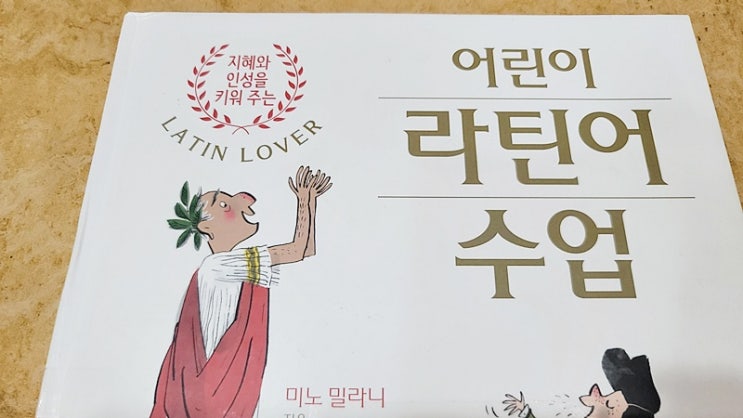 지혜와
인성을
키워 주는
LATIN LOVER
어린이
라틴어
수업
미노 밀라니